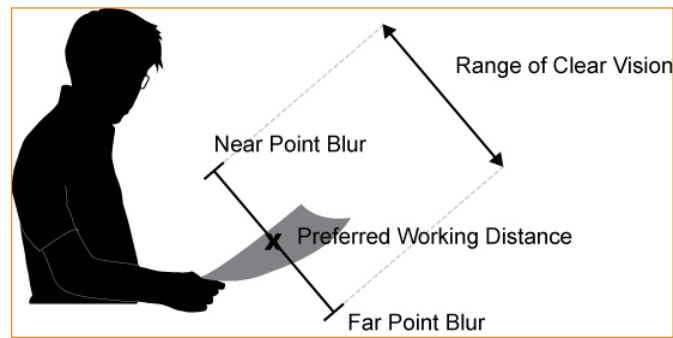 Range of Clear Vision
Near Point Blur
x Preferred Working Distance
Far Point Blur